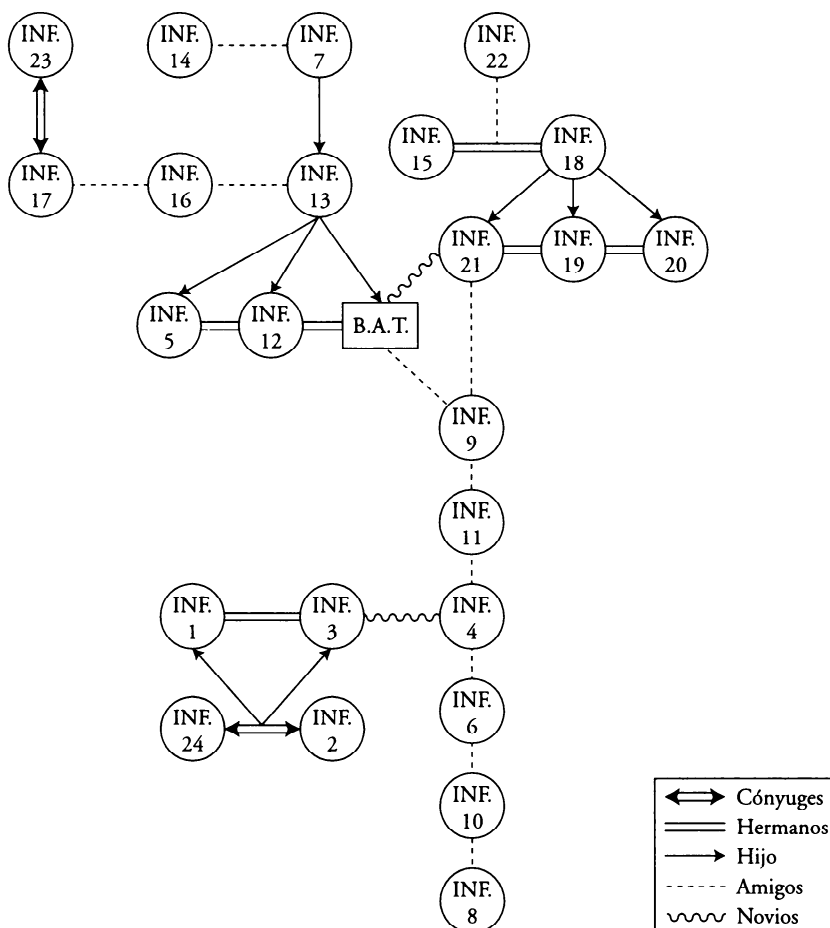 INF.
23
INF.
14
INF.
7
INF.
22
INF.
15
INF.
18
INF.
17
INF.
16
INF.
13
INF.
21
INF.
19
INF.
20
INF.
5
INF.
12
B.A.T.
INF.
9
INF.
11
INF.
1
INF.
3
INF.
4
INF.
24
INF.
2
INF.
6
INF.
10
INF.
8
Cónyuges
Hermanos
Hijo
Amigos
Novios